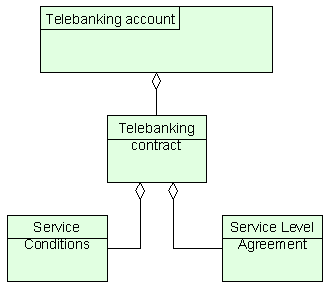 Telebanking account
Telebanking
contract
Service
Conditions
Service Level
Agreement